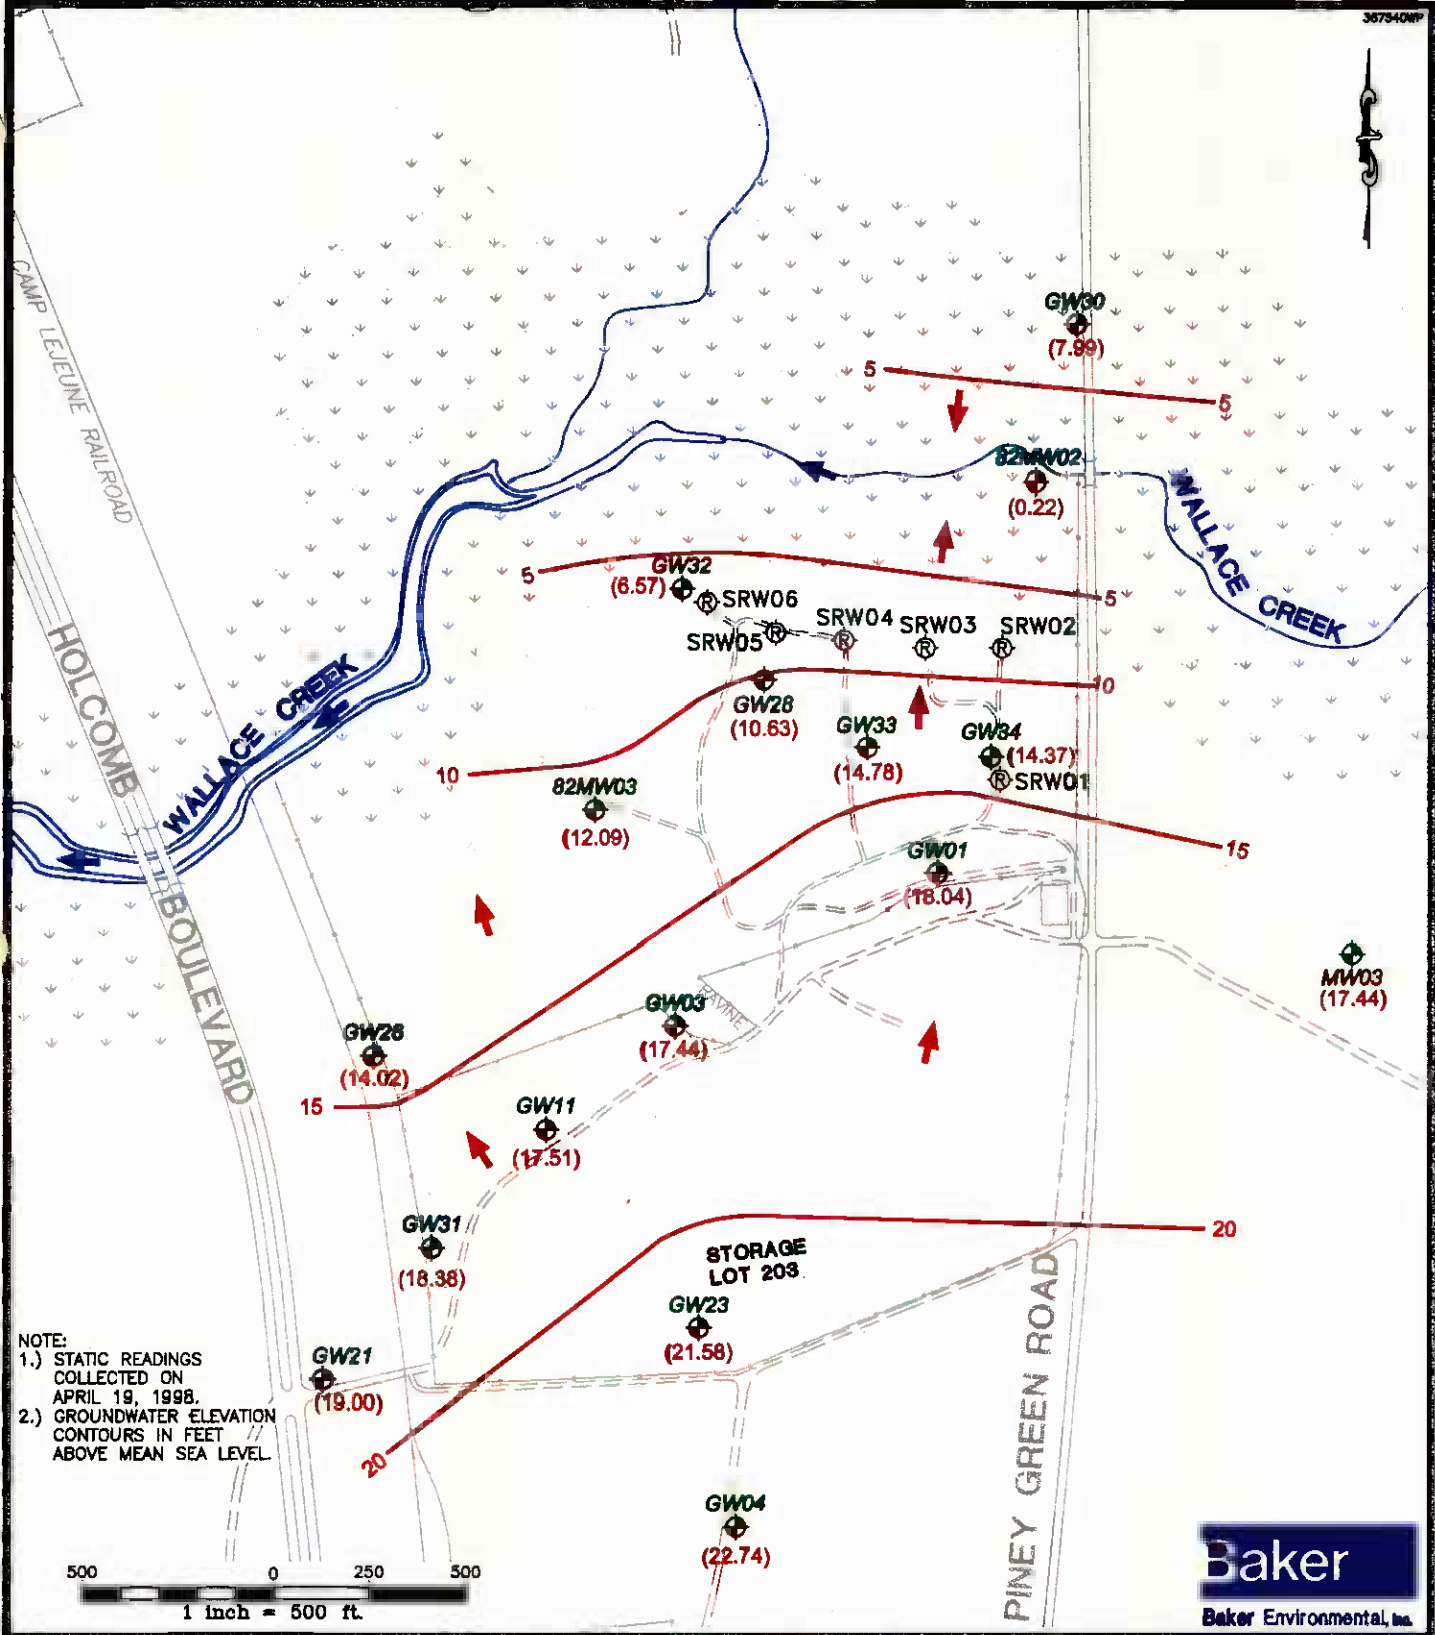 367540WP
CAMP LEJEUNE RAILROAD
GW30
(7.99)
5
5
82MW02
(0.22)
WALLACE CREEK
5
GW32
(6.57)
SRW06
5
SRW05
SRW04
SRW03
SRW02
HOLCOMB BOULEVARD
WALLACE CREEK
10
GW28
(10.63)
GW33
(14.78)
GW34
(14.37)
SRW01
10
82MW03
(12.09)
GW01
(18.04)
15
MW03
(17.44)
GW03
(17.44)
RAVINE
GW26
(14.02)
15
GW11
(17.51)
GW31
(18.38)
20
STORAGE
LOT 203
GW23
(21.58)
GW21
(19.00)
20
NOTE:
1.) STATIC READINGS
COLLECTED ON
APRIL 19, 1998.
2.) GROUNDWATER ELEVATION
CONTOURS IN FEET
ABOVE MEAN SEA LEVEL.
GW04
(22.74)
PINEY GREEN ROAD
500 0 250 500
1 inch = 500 ft.
Baker
Baker Environmental, Inc.